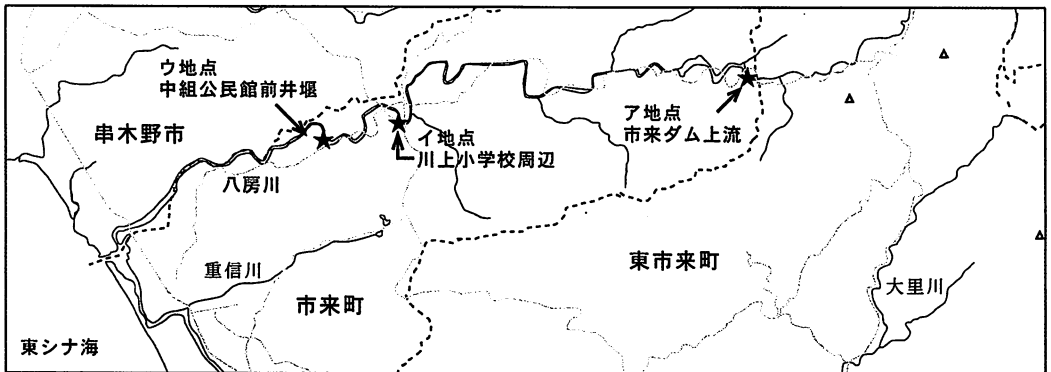 ウ地点
中組公民館前井堰
串木野市
ア地点
市来ダム上流
イ地点
川上小学校周辺
八房川
重信川
東市来町
市来町
大里川
東シナ海